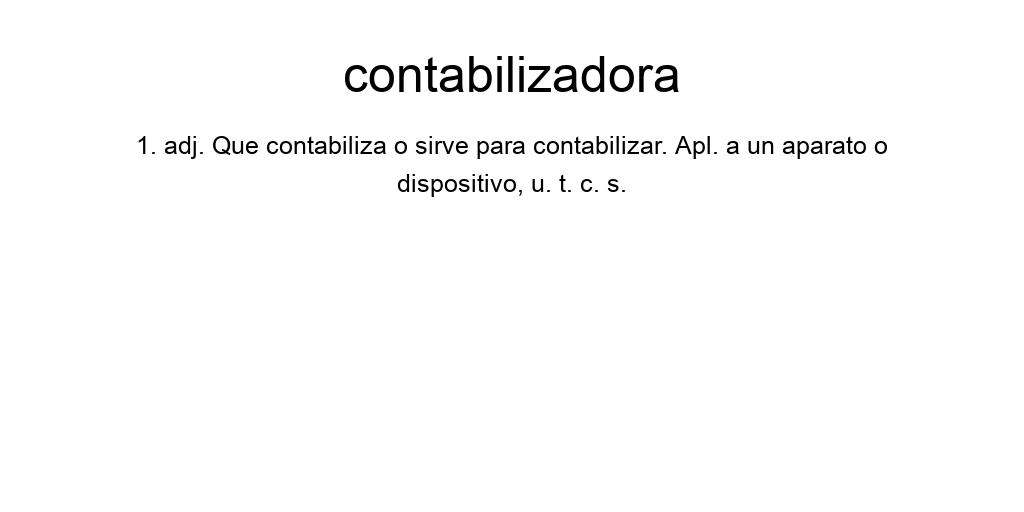 contabilizadora
1. adj. Que contabiliza o sirve para contabilizar. Apl. a un aparato o
dispositivo, u. t. c. s.